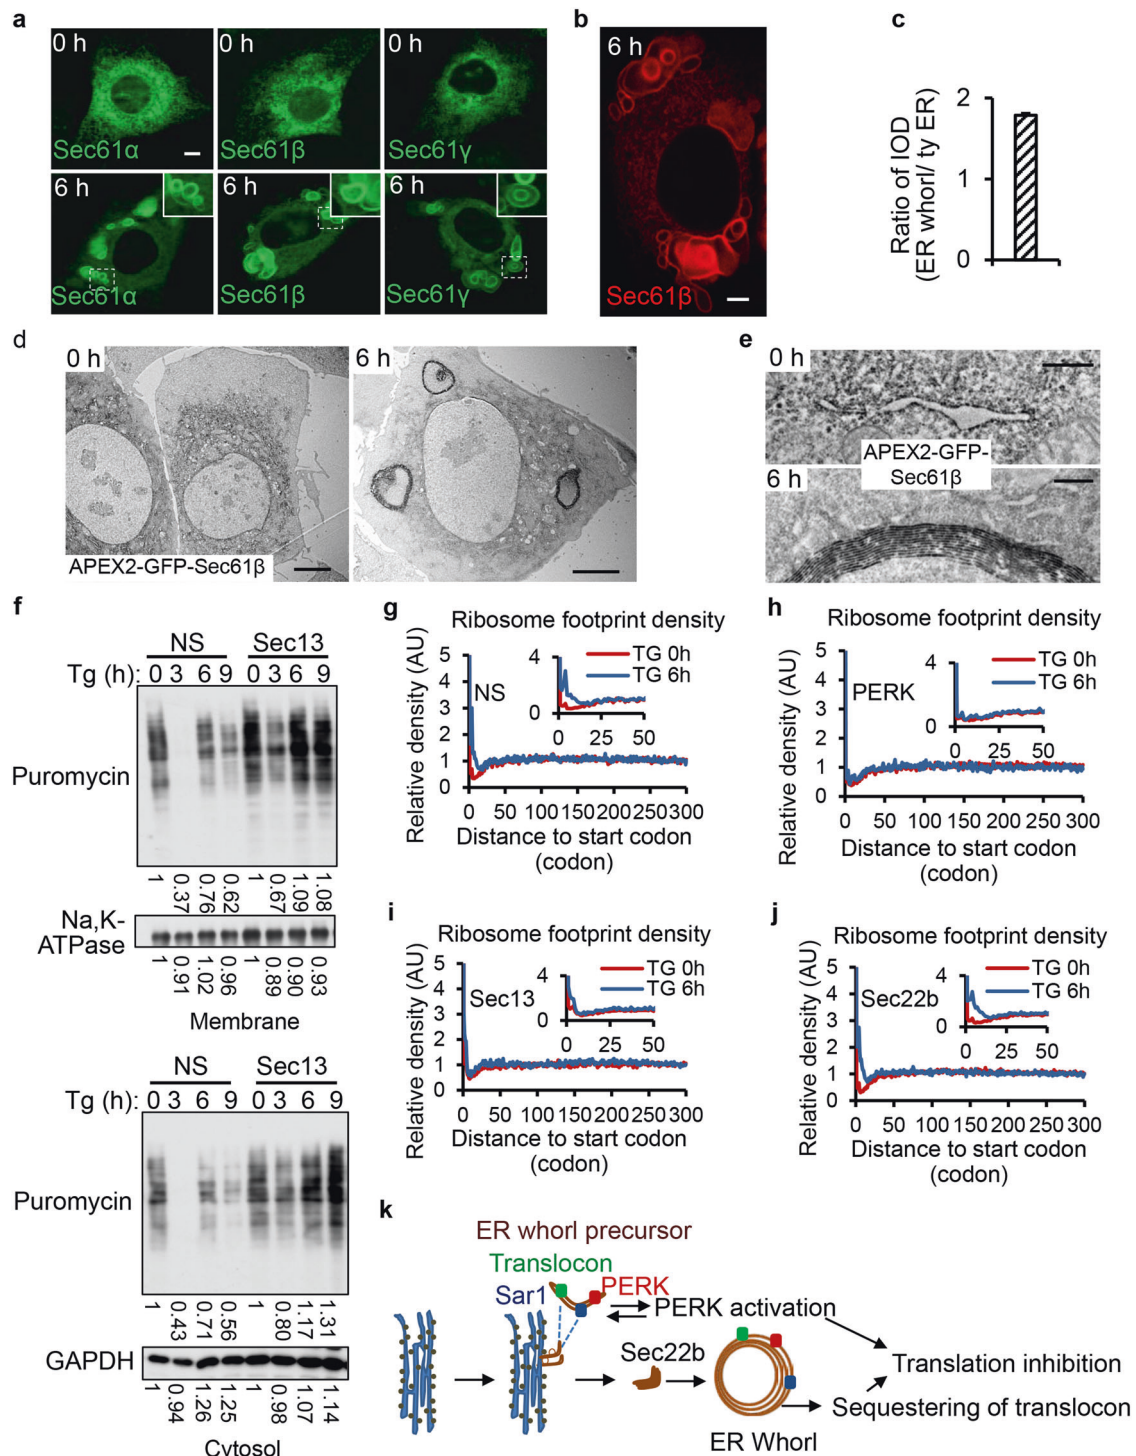 a
0 h
Sec61α
0 h
Sec61β
0 h
Sec61γ
6 h
Sec61α
6 h
Sec61β
6 h
Sec61γ
b
6 h
Sec61β
c
Ratio of IOD
(ER whorl/ ty ER)
2
1
0
d
0 h
APEX2-GFP-Sec61β
6 h
e
0 h
APEX2-GFP-
Sec61β
6 h
f
NS Sec13
Tg (h): 0 3 6 9 0 3 6 9
Puromycin
1 0.37 0.76 0.62 1 0.67 1.09 1.08
Na,K-
ATPase
1 0.91 1.02 0.96 1 0.89 0.90 0.93
Membrane
NS Sec13
Tg (h): 0 3 6 9 0 3 6 9
Puromycin
1 0.43 0.71 0.56 1 0.80 1.17 1.31
GAPDH
1 0.94 1.26 1.25 1 0.98 1.07 1.14
Cytosol
g
Ribosome footprint density
Relative density (AU)
5
4
3
2
1
0
NS
TG 0h
TG 6h
4
0
0 25 50
0 50 100 150 200 250 300
Distance to start codon
(codon)
h
Ribosome footprint density
Relative density (AU)
5
4
3
2
1
0
PERK
TG 0h
TG 6h
4
0
0 25 50
0 50 100 150 200 250 300
Distance to start codon
(codon)
i
Ribosome footprint density
Relative density (AU)
5
4
3
2
1
0
Sec13
TG 0h
TG 6h
4
0
0 25 50
0 50 100 150 200 250 300
Distance to start codon
(codon)
j
Ribosome footprint density
Relative density (AU)
5
4
3
2
1
0
Sec22b
TG 0h
TG 6h
4
0
0 25 50
0 50 100 150 200 250 300
Distance to start codon
(codon)
k
ER whorl precursor
Translocon
Sar1
PERK
PERK activation
Sec22b
Translation inhibition
Sequestering of translocon
ER Whorl